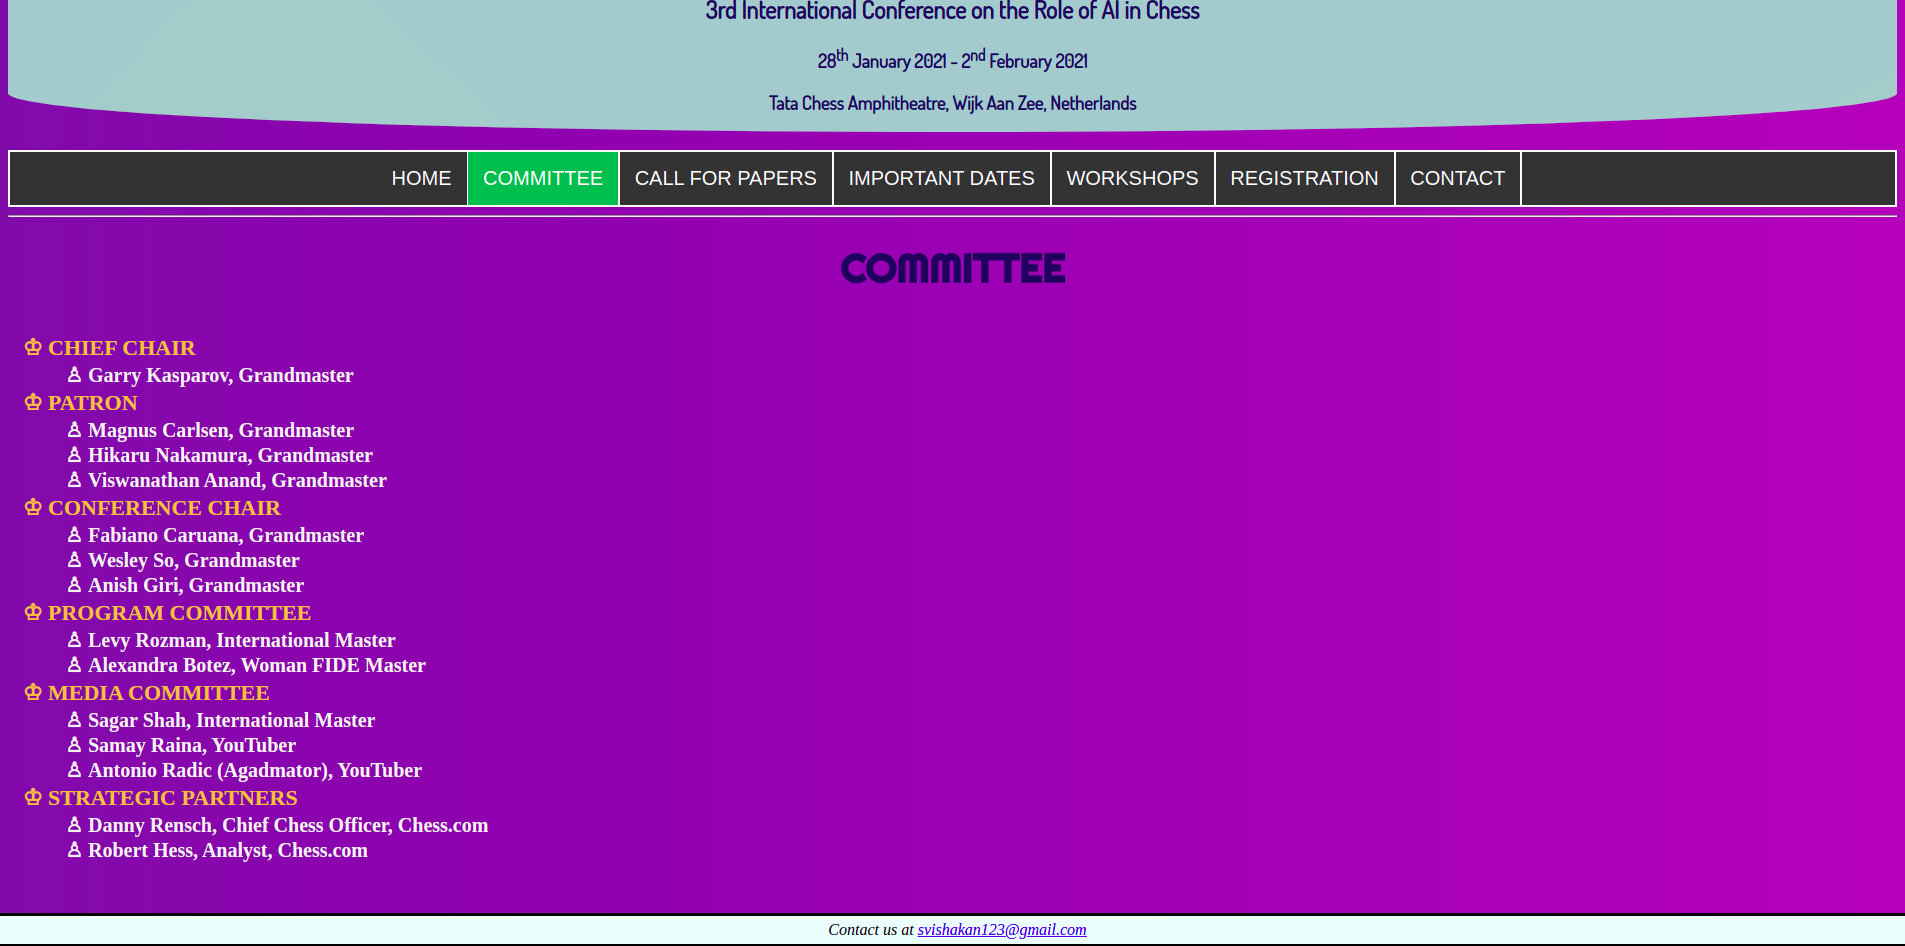 3rd International Conference on the Role of AI in Chess
28th January 2021 - 2nd February 2021
Tata Chess Amphitheatre, Wijk Aan Zee, Netherlands
HOME COMMITTEE CALL FOR PAPERS IMPORTANT DATES WORKSHOPS REGISTRATION CONTACT
COMMITTEE
♔ CHIEF CHAIR
♙ Garry Kasparov, Grandmaster
♔ PATRON
♙ Magnus Carlsen, Grandmaster
♙ Hikaru Nakamura, Grandmaster
♙ Viswanathan Anand, Grandmaster
♔ CONFERENCE CHAIR
♙ Fabiano Caruana, Grandmaster
♙ Wesley So, Grandmaster
♙ Anish Giri, Grandmaster
♔ PROGRAM COMMITTEE
♙ Levy Rozman, International Master
♙ Alexandra Botez, Woman FIDE Master
♔ MEDIA COMMITTEE
♙ Sagar Shah, International Master
♙ Samay Raina, YouTuber
♙ Antonio Radic (Agadmator), YouTuber
♔ STRATEGIC PARTNERS
♙ Danny Rensch, Chief Chess Officer, Chess.com
♙ Robert Hess, Analyst, Chess.com
Contact us at svishakan123@gmail.com